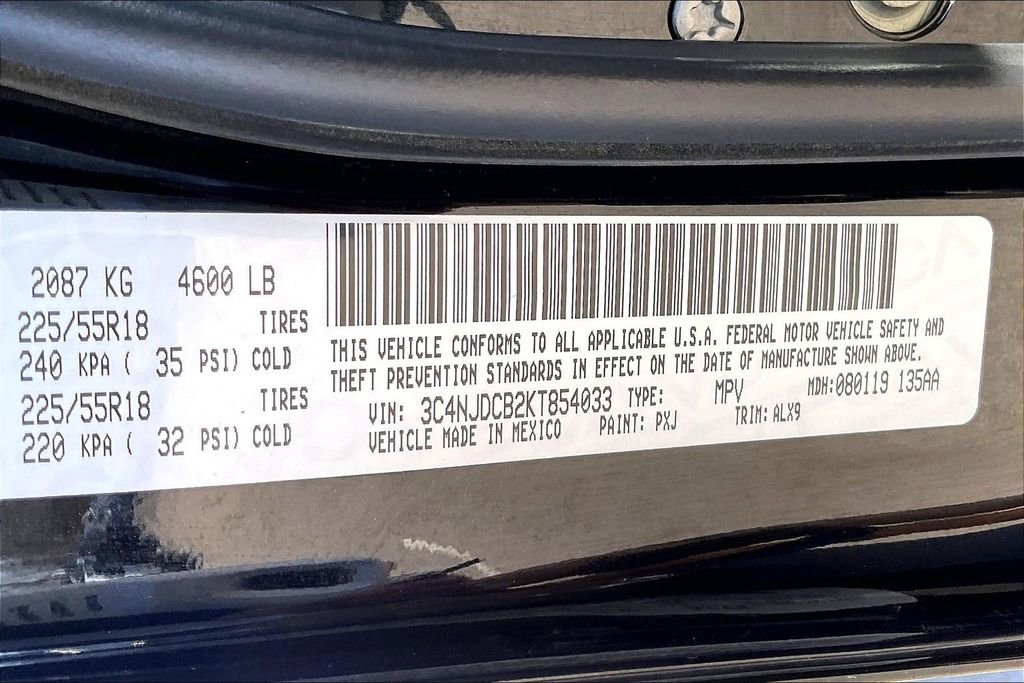 2087 KG 4600 LB
225/55R18 TIRES
240 KPA ( 35 PSI) COLD
225/55R18 TIRES
220 KPA ( 32 PSI) COLD
THIS VEHICLE CONFORMS TO ALL APPLICABLE U.S.A. FEDERAL MOTOR VEHICLE SAFETY AND
THEFT PREVENTION STANDARDS IN EFFECT ON THE DATE OF MANUFACTURE SHOWN ABOVE.
VIN: 3C4NJDCB2KT854033 TYPE: MPV MDH:080119 135AA
VEHICLE MADE IN MEXICO PAINT: PXJ TRIM: ALX9